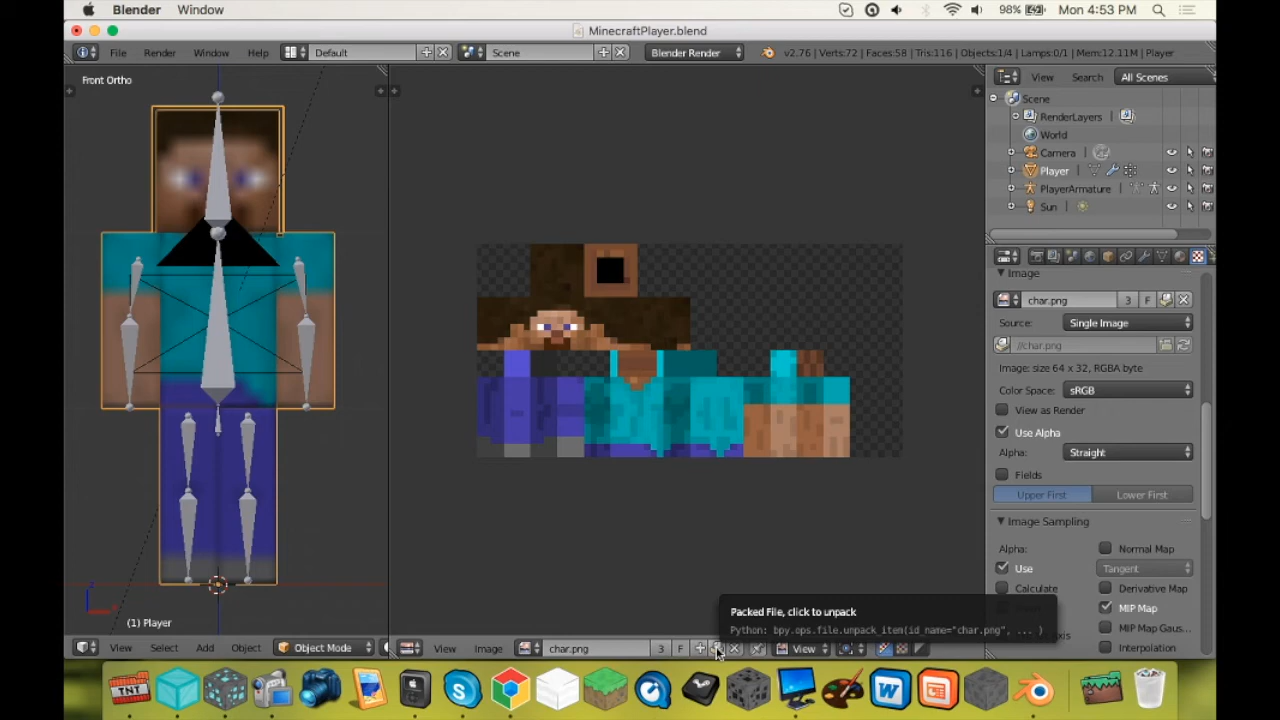 Blender Window 98% Mon 4:53 PM
MinecraftPlayer.blend
File Render Window Help Default Scene Blender Render v2.76 | Verts:72 | Faces:58 | Tris:116 | Objects:1/4 | Lamps:0/1 | Mem:12.11M | Player
Front Ortho
View Search All Scenes
Scene
RenderLayers
World
Camera
Player
PlayerArmature
Sun
Image
char.png 3 F
Source: Single Image
//char.png
Image: size 64 x 32, RGBA byte
Color Space: sRGB
View as Render
Use Alpha
Alpha: Straight
Fields
Upper First Lower First
Image Sampling
Alpha: Normal Map
Use Tangent
Calculate Derivative Map
MIP Map
MIP Map Gaus...
Interpolation
Packed File, click to unpack
Python: bpy.ops.file.unpack_item(id_name="char.png", ... )
(1) Player
View Select Add Object Object Mode
View Image char.png 3 F View
TNT
W